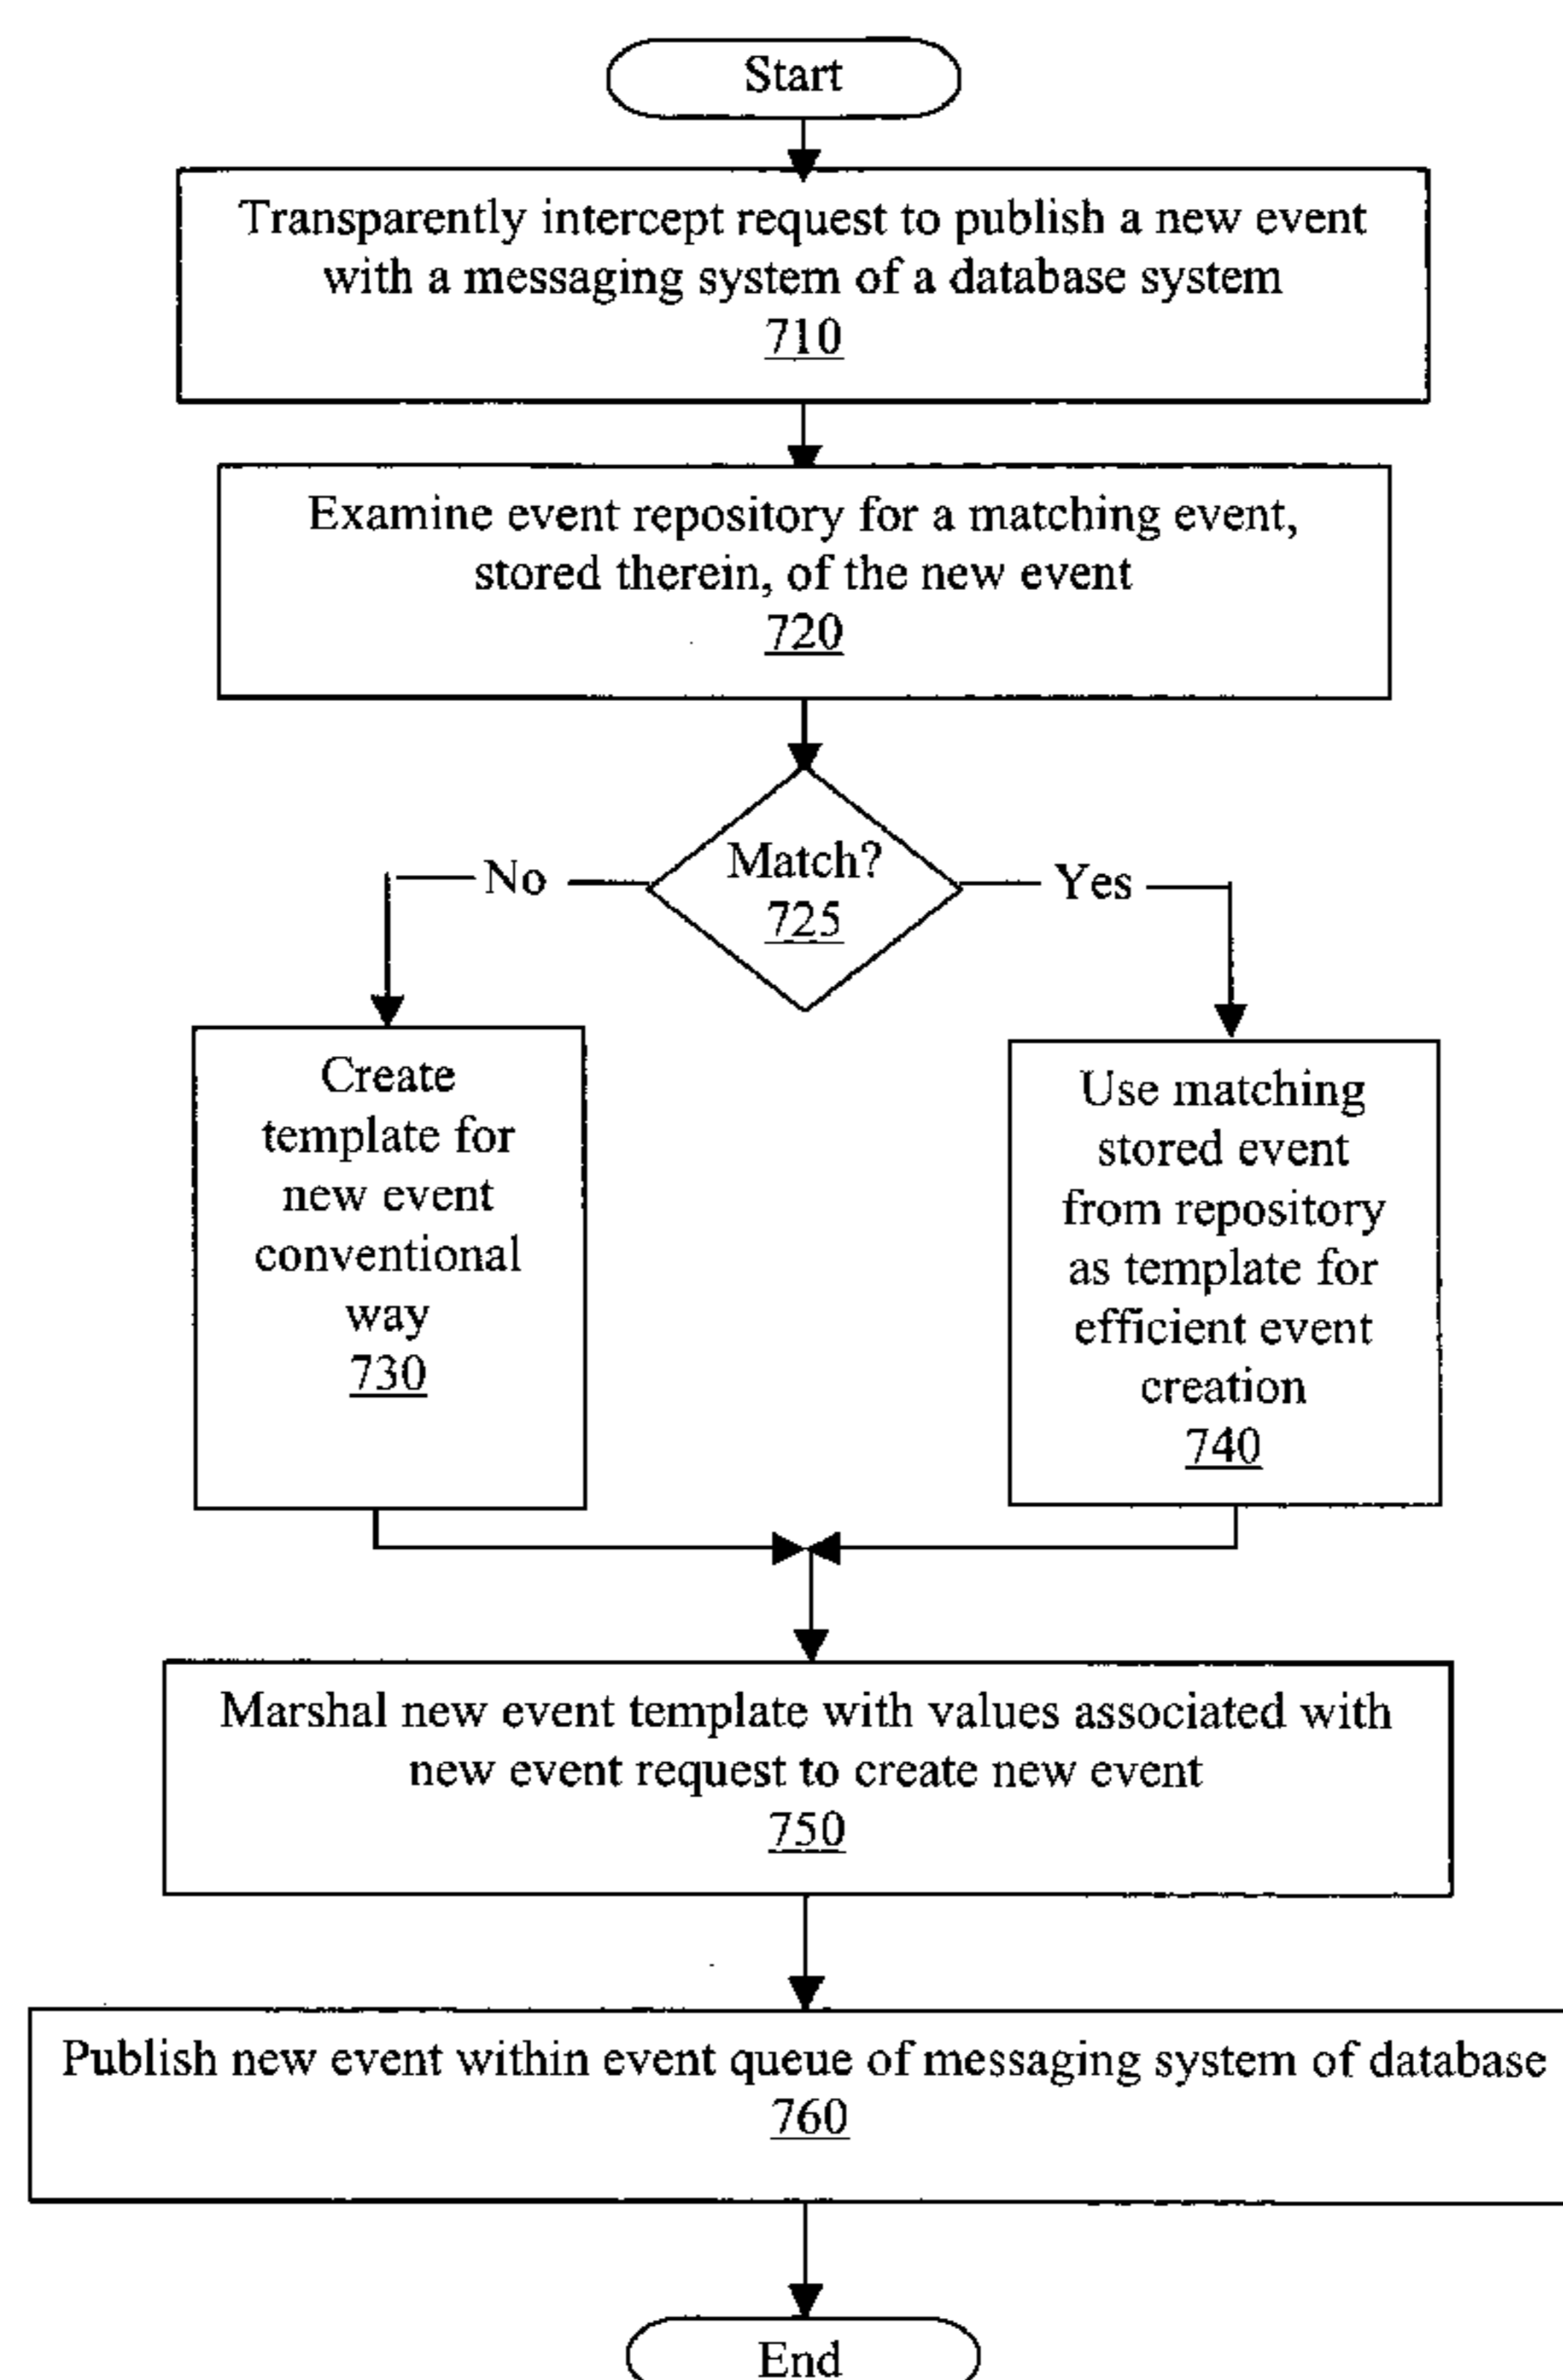 Start
Transparently intercept request to publish a new event
with a messaging system of a database system
710
Examine event repository for a matching event,
stored therein, of the new event
720
Match?
725
No
Yes
Create
template for
new event
conventional
way
730
Use matching
stored event
from repository
as template for
efficient event
creation
740
Marshal new event template with values associated with
new event request to create new event
750
Publish new event within event queue of messaging system of database
760
End